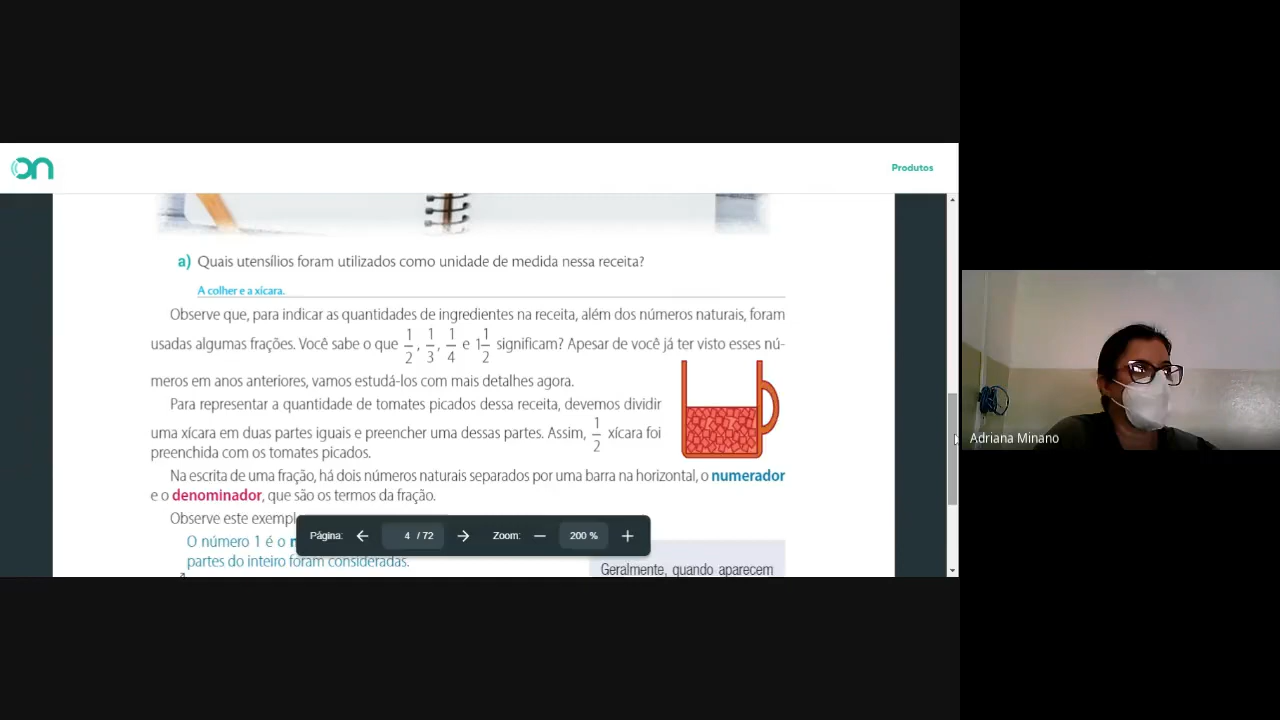 on
Produtos
a) Quais utensílios foram utilizados como unidade de medida nessa receita?
A colher e a xícara.
Observe que, para indicar as quantidades de ingredientes na receita, além dos números naturais, foram
usadas algumas frações. Você sabe o que 1/2, 1/3, 1/4 e 1 1/2 significam? Apesar de você já ter visto esses nú-
meros em anos anteriores, vamos estudá-los com mais detalhes agora.
Para representar a quantidade de tomates picados dessa receita, devemos dividir
uma xícara em duas partes iguais e preencher uma dessas partes. Assim, 1/2 xícara foi
preenchida com os tomates picados.
Na escrita de uma fração, há dois números naturais separados por uma barra na horizontal, o numerador
e o denominador, que são os termos da fração.
Observe este exempl
O número 1 é o n
partes do inteiro foram consideradas.
Geralmente, quando aparecem
Página: 4 / 72 Zoom: 200 %
Adriana Minano